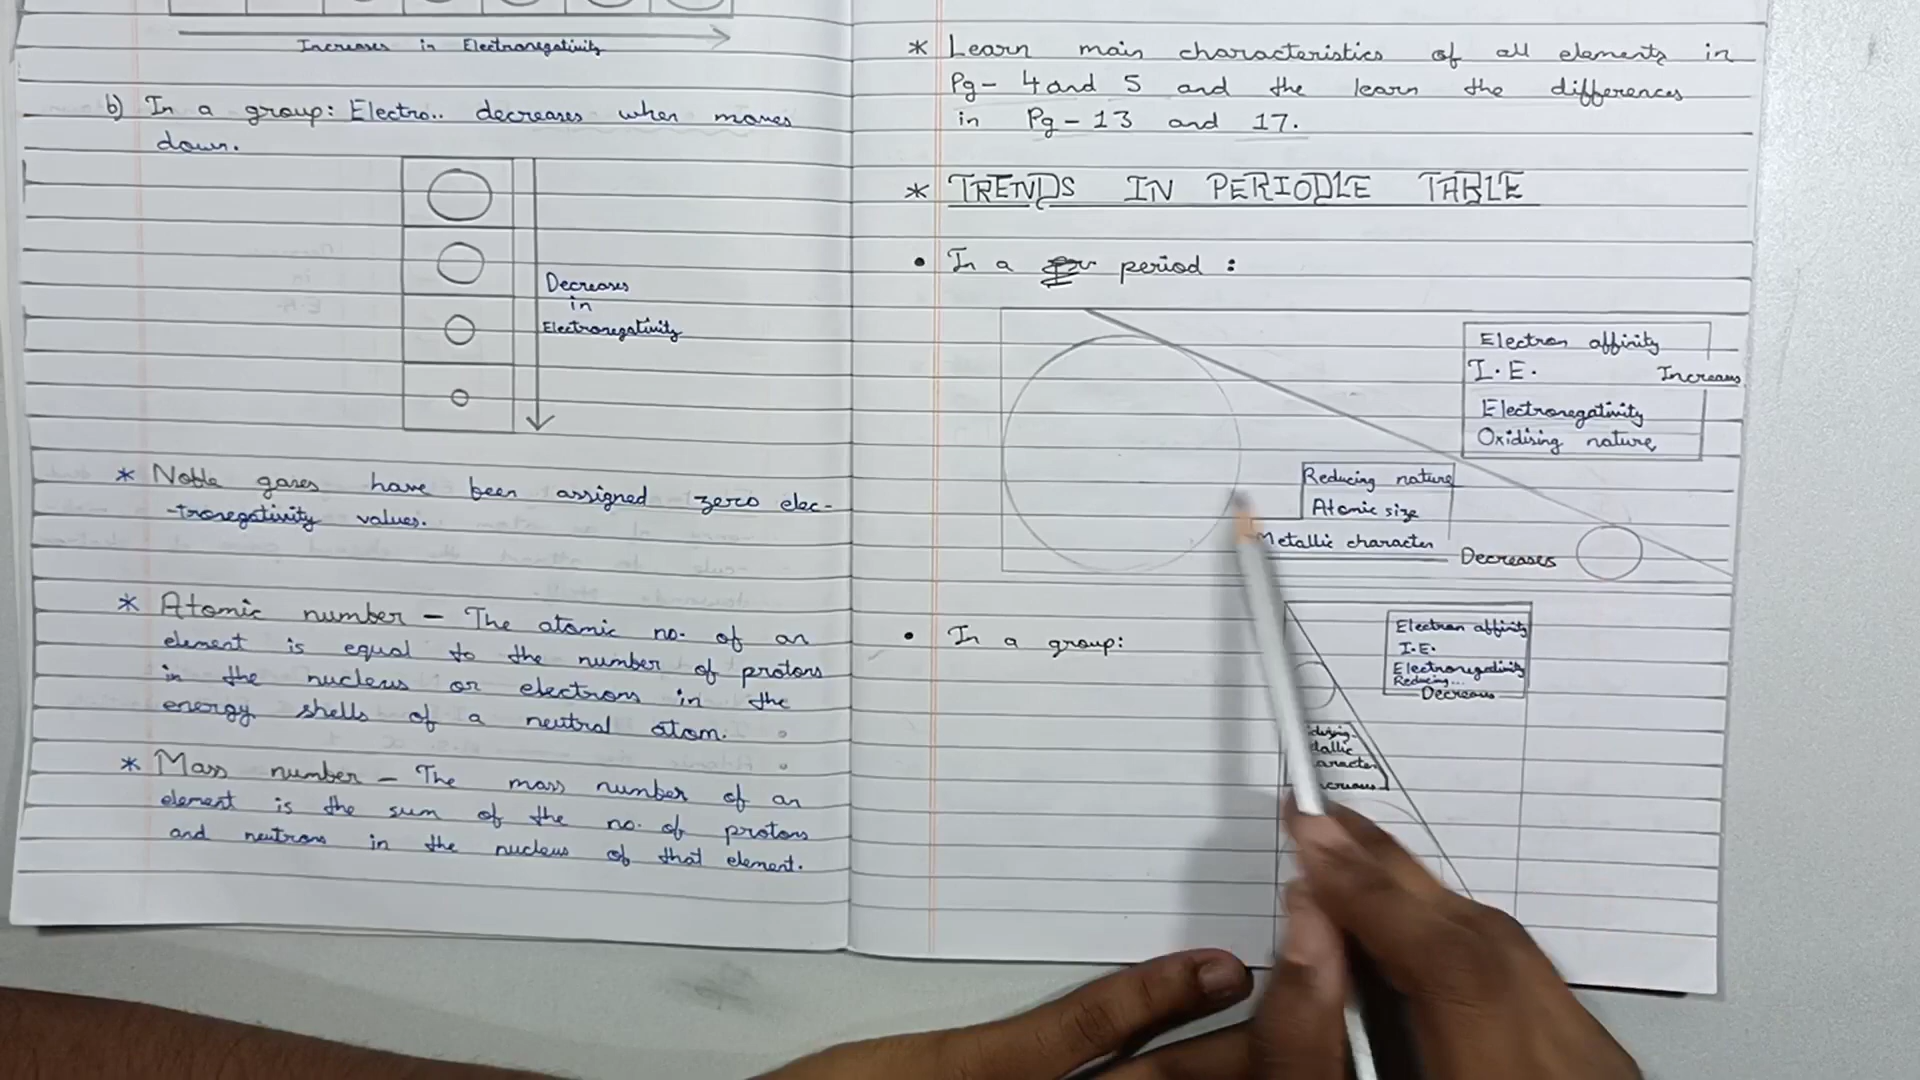 Increases in Electronegativity
b) In a group: Electro.. decreases when moves
down.
Decreases
in
Electronegativity
* Noble gases have been assigned zero elec-
-tronegativity values.
* Atomic number - The atomic no. of an
element is equal to the number of protons
in the nucleus or electrons in the
energy shells of a neutral atom.
* Mass number - The mass number of an
element is the sum of the no. of protons
and neutrons in the nucleus of that element.
* Learn main characteristics of all elements in
Pg- 4 and 5 and the learn the differences
in Pg - 13 and 17.
* TRENDS IN PERIODIE TABLE
• In a period :
Electron affinity
I.E. Increases
Electronegativity
Oxidising nature
Reducing nature
Atomic size
Metallic character
Decreases
• In a group:
Electron affinity
I.E.
Electronegativity
Reducing...
Decreases